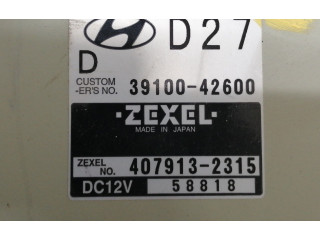 D27
D
CUSTOM
-ER'S NO. 39100-42600
·ZEXEL·
MADE IN JAPAN
ZEXEL
NO. 407913-2315
DC12V 58818